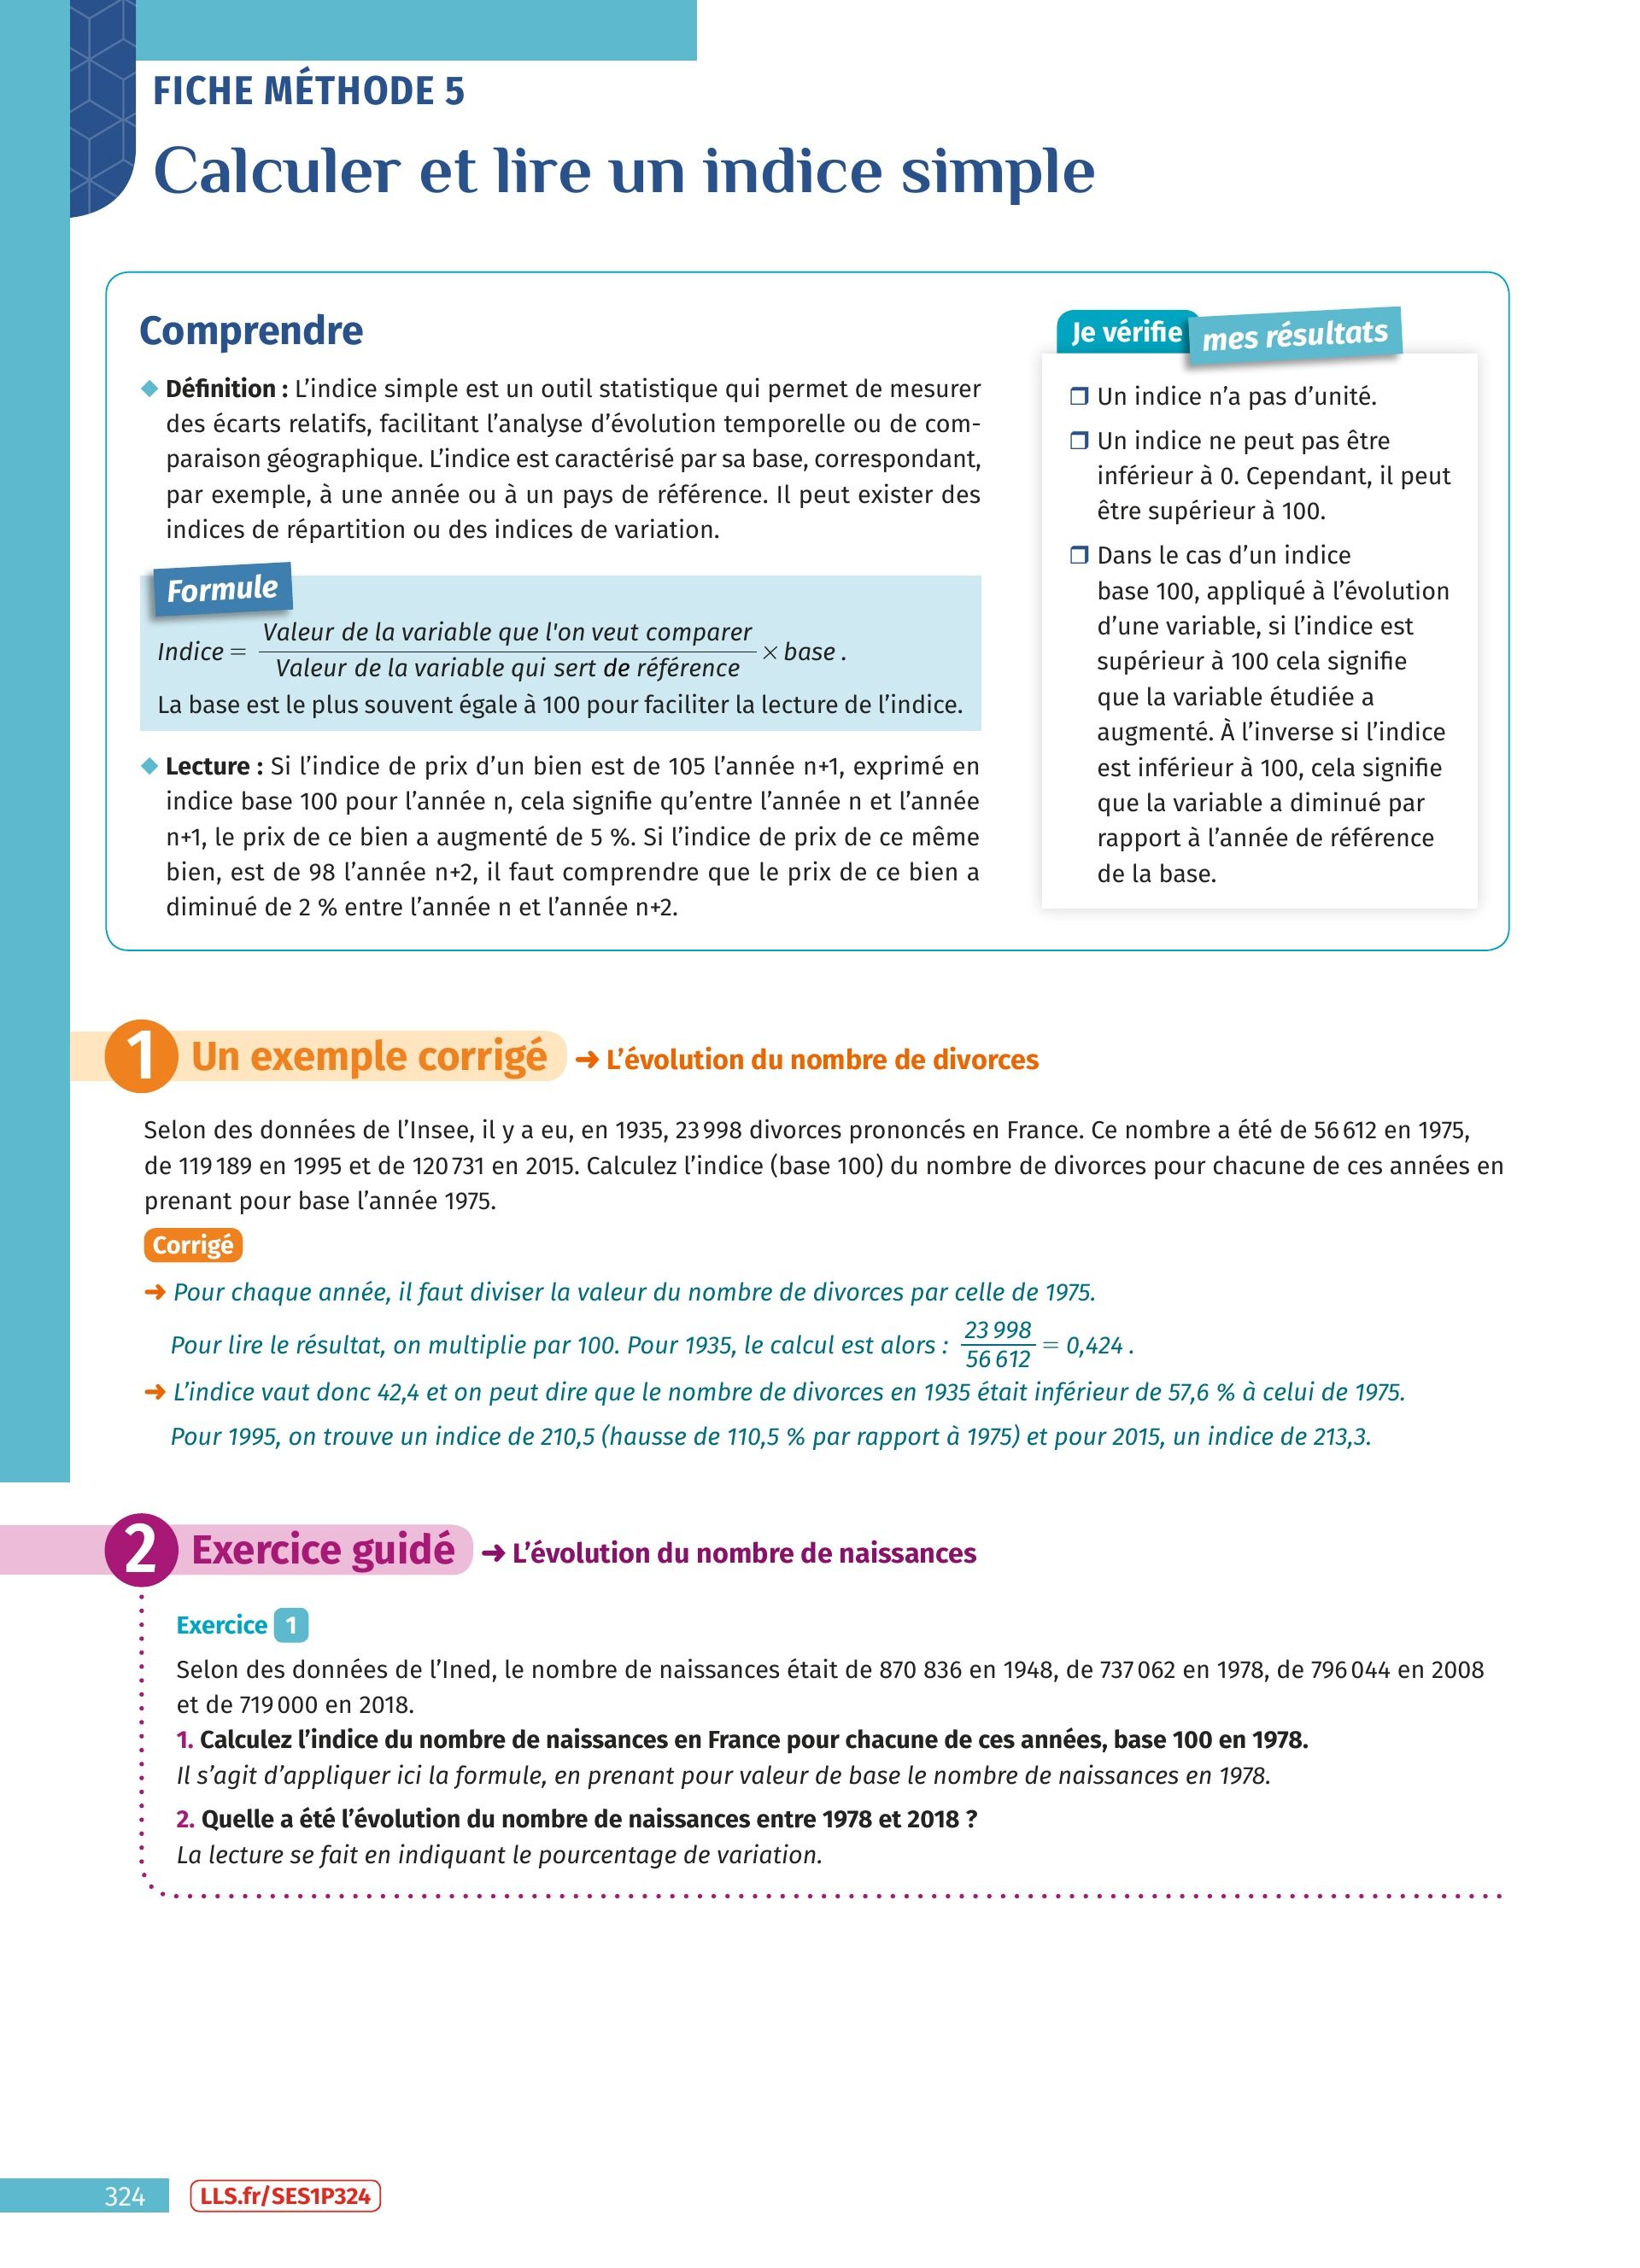 FICHE MÉTHODE 5
Calculer et lire un indice simple
Comprendre
◆ Définition : L’indice simple est un outil statistique qui permet de mesurer
des écarts relatifs, facilitant l’analyse d’évolution temporelle ou de com-
paraison géographique. L’indice est caractérisé par sa base, correspondant,
par exemple, à une année ou à un pays de référence. Il peut exister des
indices de répartition ou des indices de variation.
Formule
Indice = Valeur de la variable que l'on veut comparer / Valeur de la variable qui sert de référence × base .
La base est le plus souvent égale à 100 pour faciliter la lecture de l’indice.
◆ Lecture : Si l’indice de prix d’un bien est de 105 l’année n+1, exprimé en
indice base 100 pour l’année n, cela signifie qu’entre l’année n et l’année
n+1, le prix de ce bien a augmenté de 5 %. Si l’indice de prix de ce même
bien, est de 98 l’année n+2, il faut comprendre que le prix de ce bien a
diminué de 2 % entre l’année n et l’année n+2.
Je vérifie mes résultats
❒ Un indice n’a pas d’unité.
❒ Un indice ne peut pas être
inférieur à 0. Cependant, il peut
être supérieur à 100.
❒ Dans le cas d’un indice
base 100, appliqué à l’évolution
d’une variable, si l’indice est
supérieur à 100 cela signifie
que la variable étudiée a
augmenté. À l’inverse si l’indice
est inférieur à 100, cela signifie
que la variable a diminué par
rapport à l’année de référence
de la base.
1 Un exemple corrigé ➜ L’évolution du nombre de divorces
Selon des données de l’Insee, il y a eu, en 1935, 23 998 divorces prononcés en France. Ce nombre a été de 56 612 en 1975,
de 119 189 en 1995 et de 120 731 en 2015. Calculez l’indice (base 100) du nombre de divorces pour chacune de ces années en
prenant pour base l’année 1975.
Corrigé
➜ Pour chaque année, il faut diviser la valeur du nombre de divorces par celle de 1975.
Pour lire le résultat, on multiplie par 100. Pour 1935, le calcul est alors : 23 998 / 56 612 = 0,424 .
➜ L’indice vaut donc 42,4 et on peut dire que le nombre de divorces en 1935 était inférieur de 57,6 % à celui de 1975.
Pour 1995, on trouve un indice de 210,5 (hausse de 110,5 % par rapport à 1975) et pour 2015, un indice de 213,3.
2 Exercice guidé ➜ L’évolution du nombre de naissances
Exercice 1
Selon des données de l’Ined, le nombre de naissances était de 870 836 en 1948, de 737 062 en 1978, de 796 044 en 2008
et de 719 000 en 2018.
1. Calculez l’indice du nombre de naissances en France pour chacune de ces années, base 100 en 1978.
Il s’agit d’appliquer ici la formule, en prenant pour valeur de base le nombre de naissances en 1978.
2. Quelle a été l’évolution du nombre de naissances entre 1978 et 2018 ?
La lecture se fait en indiquant le pourcentage de variation.
324
LLS.fr/SES1P324